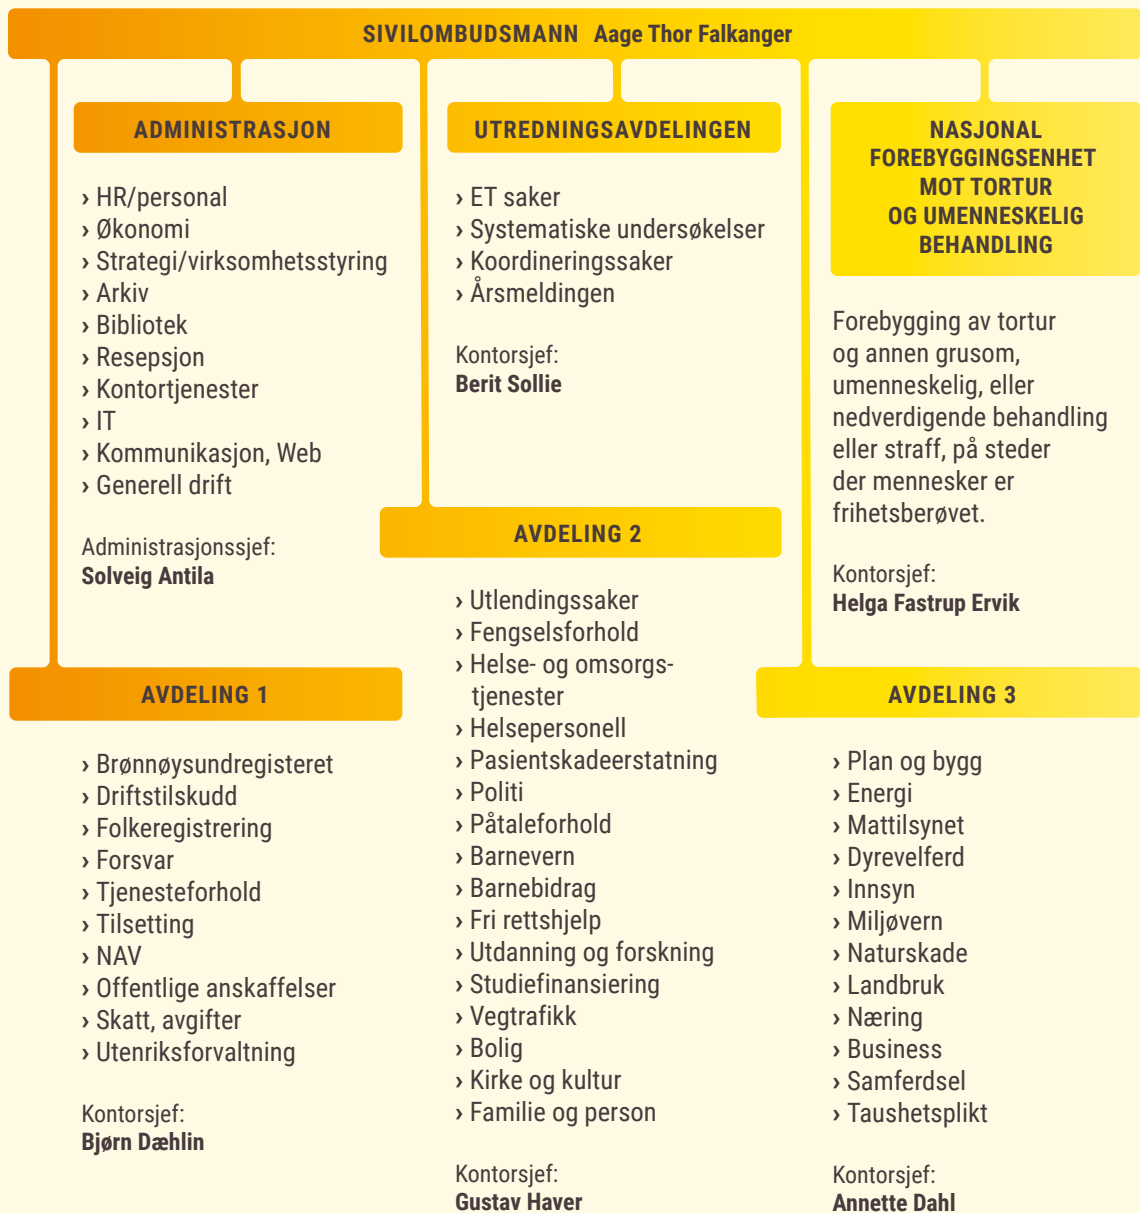 SIVILOMBUDSMANN Aage Thor Falkanger
ADMINISTRASJON
› HR/personal
› Økonomi
› Strategi/virksomhetsstyring
› Arkiv
› Bibliotek
› Resepsjon
› Kontortjenester
› IT
› Kommunikasjon, Web
› Generell drift
Administrasjonssjef:
Solveig Antila
UTREDNINGSAVDELINGEN
› ET saker
› Systematiske undersøkelser
› Koordineringssaker
› Årsmeldingen
Kontorsjef:
Berit Sollie
NASJONAL
FOREBYGGINGSENHET
MOT TORTUR
OG UMENNESKELIG
BEHANDLING
Forebygging av tortur
og annen grusom,
umenneskelig, eller
nedverdigende behandling
eller straff, på steder
der mennesker er
frihetsberøvet.
Kontorsjef:
Helga Fastrup Ervik
AVDELING 1
› Brønnøysundregisteret
› Driftstilskudd
› Folkeregistrering
› Forsvar
› Tjenesteforhold
› Tilsetting
› NAV
› Offentlige anskaffelser
› Skatt, avgifter
› Utenriksforvaltning
Kontorsjef:
Bjørn Dæhlin
AVDELING 2
› Utlendingssaker
› Fengselsforhold
› Helse- og omsorgs-
tjenester
› Helsepersonell
› Pasientskadeerstatning
› Politi
› Påtaleforhold
› Barnevern
› Barnebidrag
› Fri rettshjelp
› Utdanning og forskning
› Studiefinansiering
› Vegtrafikk
› Bolig
› Kirke og kultur
› Familie og person
Kontorsjef:
Gustav Haver
AVDELING 3
› Plan og bygg
› Energi
› Mattilsynet
› Dyrevelferd
› Innsyn
› Miljøvern
› Naturskade
› Landbruk
› Næring
› Business
› Samferdsel
› Taushetsplikt
Kontorsjef:
Annette Dahl